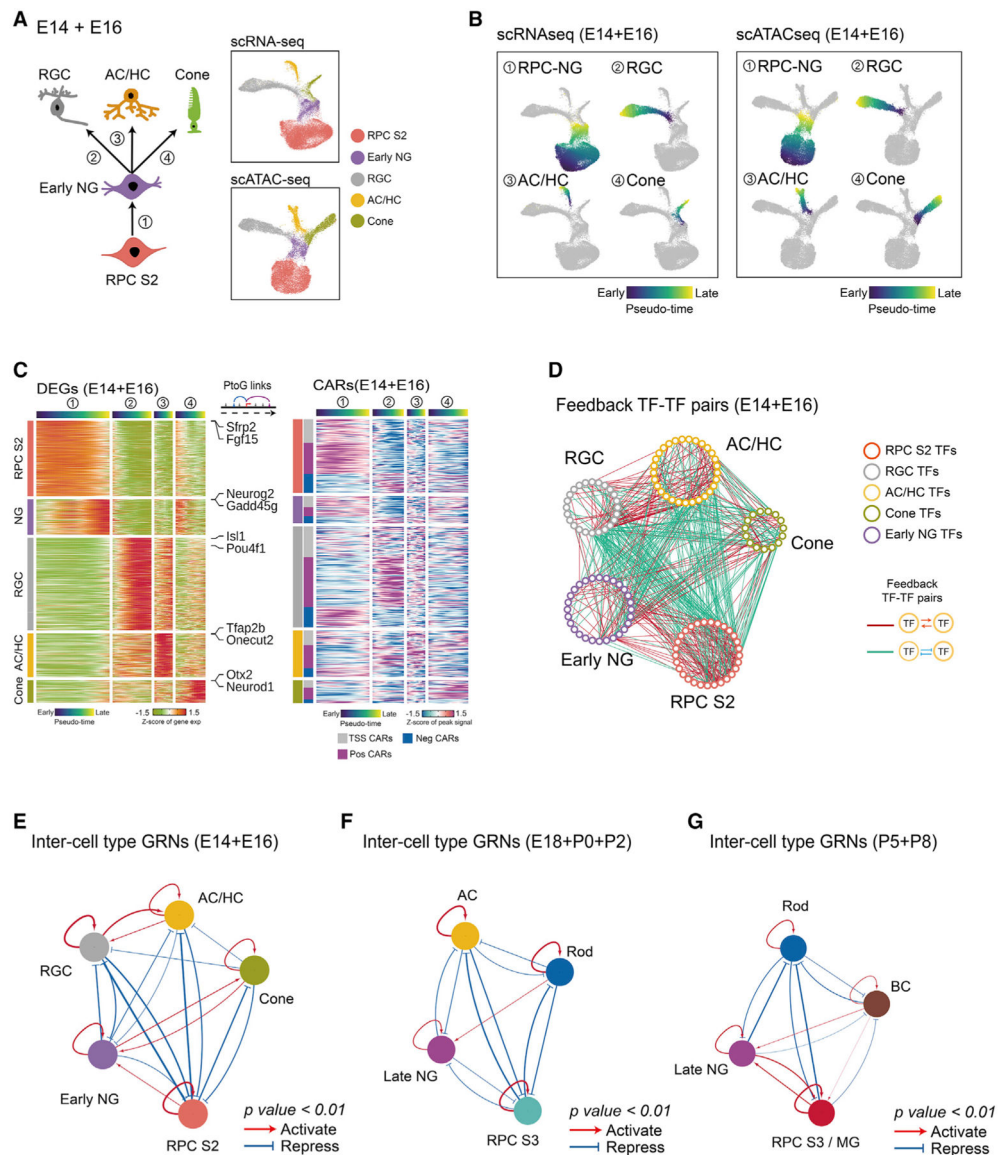 A
E14 + E16
RGC
AC/HC
Cone
②
③
④
Early NG
①
RPC S2
scRNA-seq
scATAC-seq
RPC S2
Early NG
RGC
AC/HC
Cone
B
scRNAseq (E14+E16)
①RPC-NG
②RGC
③AC/HC
④Cone
Early
Late
Pseudo-time
scATACseq (E14+E16)
①RPC-NG
②RGC
③AC/HC
④Cone
Early
Late
Pseudo-time
C
DEGs (E14+E16)
① ② ③ ④
RPC S2
NG
RGC
AC/HC
Cone
PtoG links
Sfrp2
Fgf15
Neurog2
Gadd45g
Isl1
Pou4f1
Tfap2b
Onecut2
Otx2
Neurod1
Early Late
Pseudo-time
-1.5 1.5
Z-score of gene exp
CARs(E14+E16)
① ② ③ ④
Early Late
Pseudo-time
-1.5 1.5
Z-score of peak signal
TSS CARs
Neg CARs
Pos CARs
D
Feedback TF-TF pairs (E14+E16)
RGC
AC/HC
Cone
Early NG
RPC S2
RPC S2 TFs
RGC TFs
AC/HC TFs
Cone TFs
Early NG TFs
Feedback
TF-TF pairs
TF TF
TF TF
E
Inter-cell type GRNs (E14+E16)
AC/HC
RGC
Cone
Early NG
RPC S2
p value < 0.01
Activate
Repress
F
Inter-cell type GRNs (E18+P0+P2)
AC
Rod
Late NG
RPC S3
p value < 0.01
Activate
Repress
G
Inter-cell type GRNs (P5+P8)
Rod
BC
Late NG
RPC S3 / MG
p value < 0.01
Activate
Repress